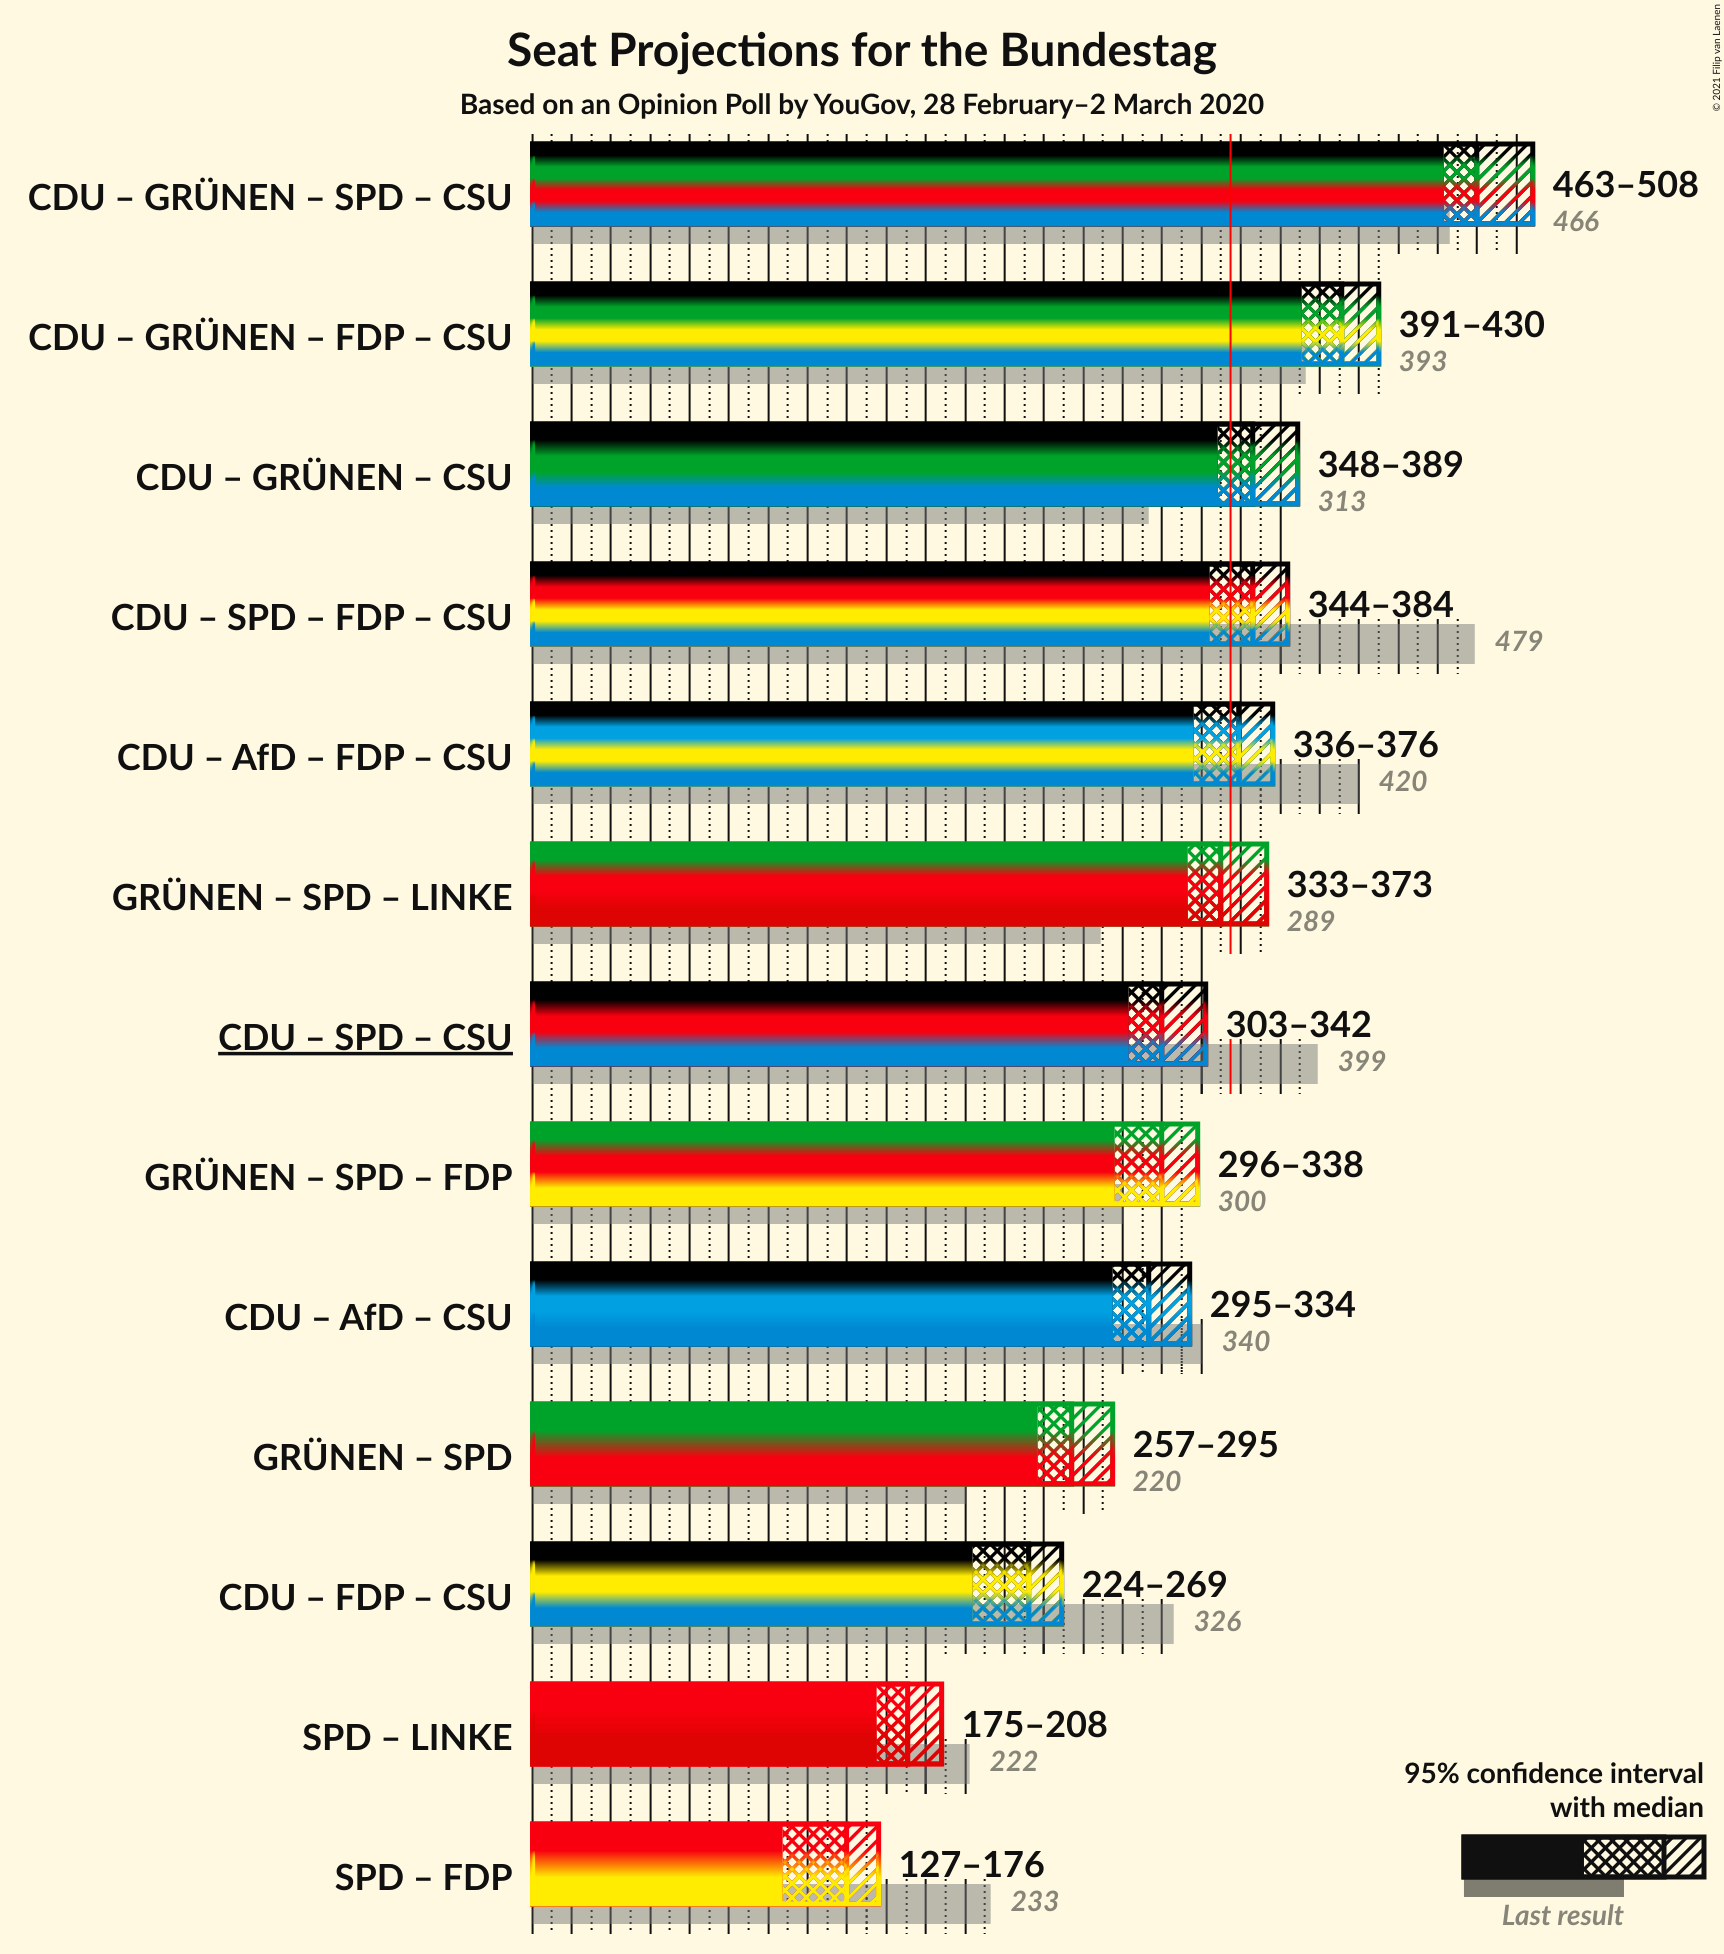 Seat Projections for the Bundestag
Based on an Opinion Poll by YouGov, 28 February–2 March 2020
© 2021 Filip van Laenen
CDU – GRÜNEN – SPD – CSU
463–508
466
CDU – GRÜNEN – FDP – CSU
391–430
393
CDU – GRÜNEN – CSU
348–389
313
CDU – SPD – FDP – CSU
344–384
479
CDU – AfD – FDP – CSU
336–376
420
GRÜNEN – SPD – LINKE
333–373
289
CDU – SPD – CSU
303–342
399
GRÜNEN – SPD – FDP
296–338
300
CDU – AfD – CSU
295–334
340
GRÜNEN – SPD
257–295
220
CDU – FDP – CSU
224–269
326
SPD – LINKE
175–208
222
SPD – FDP
127–176
233
95% confidence interval
with median
Last result